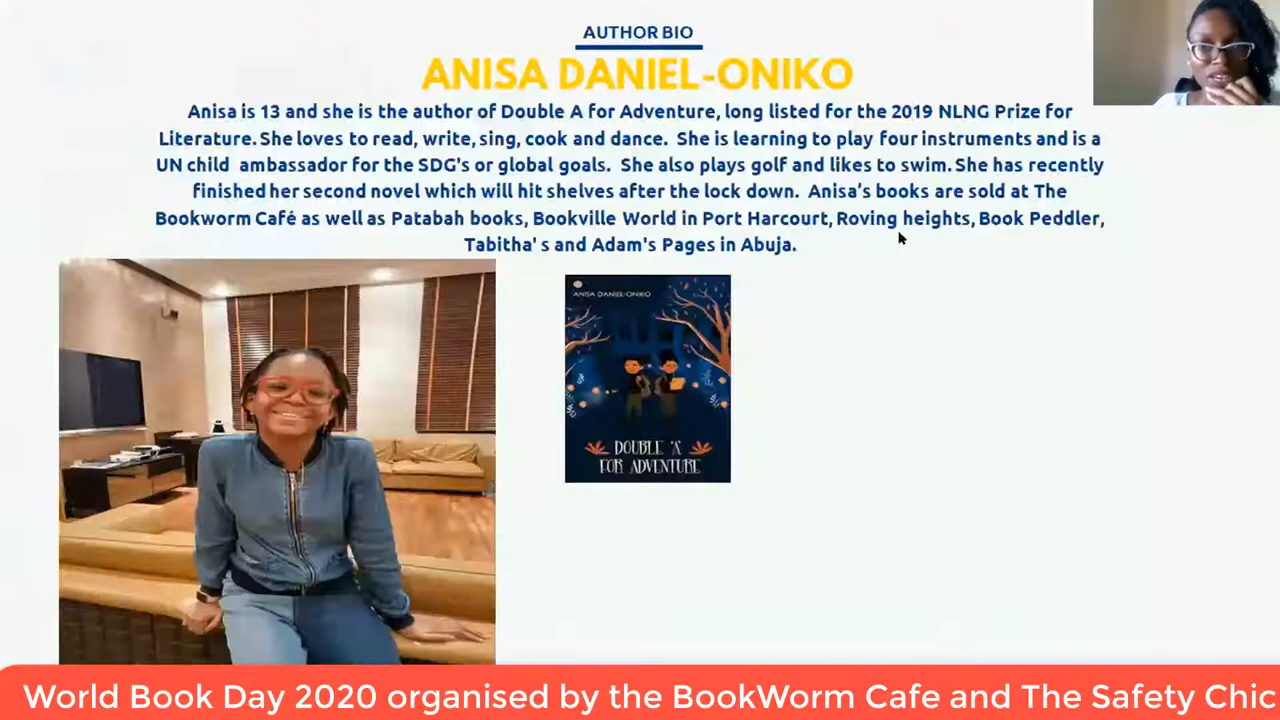 AUTHOR BIO
ANISA DANIEL-ONIKO
Anisa is 13 and she is the author of Double A for Adventure, long listed for the 2019 NLNG Prize for
Literature. She loves to read, write, sing, cook and dance. She is learning to play four instruments and is a
UN child ambassador for the SDG's or global goals. She also plays golf and likes to swim. She has recently
finished her second novel which will hit shelves after the lock down. Anisa's books are sold at The
Bookworm Café as well as Patabah books, Bookville World in Port Harcourt, Roving heights, Book Peddler,
Tabitha' s and Adam's Pages in Abuja.
ANISA DANIEL-ONIKO
DOUBLE 'A'
FOR ADVENTURE
World Book Day 2020 organised by the BookWorm Cafe and The Safety Chic